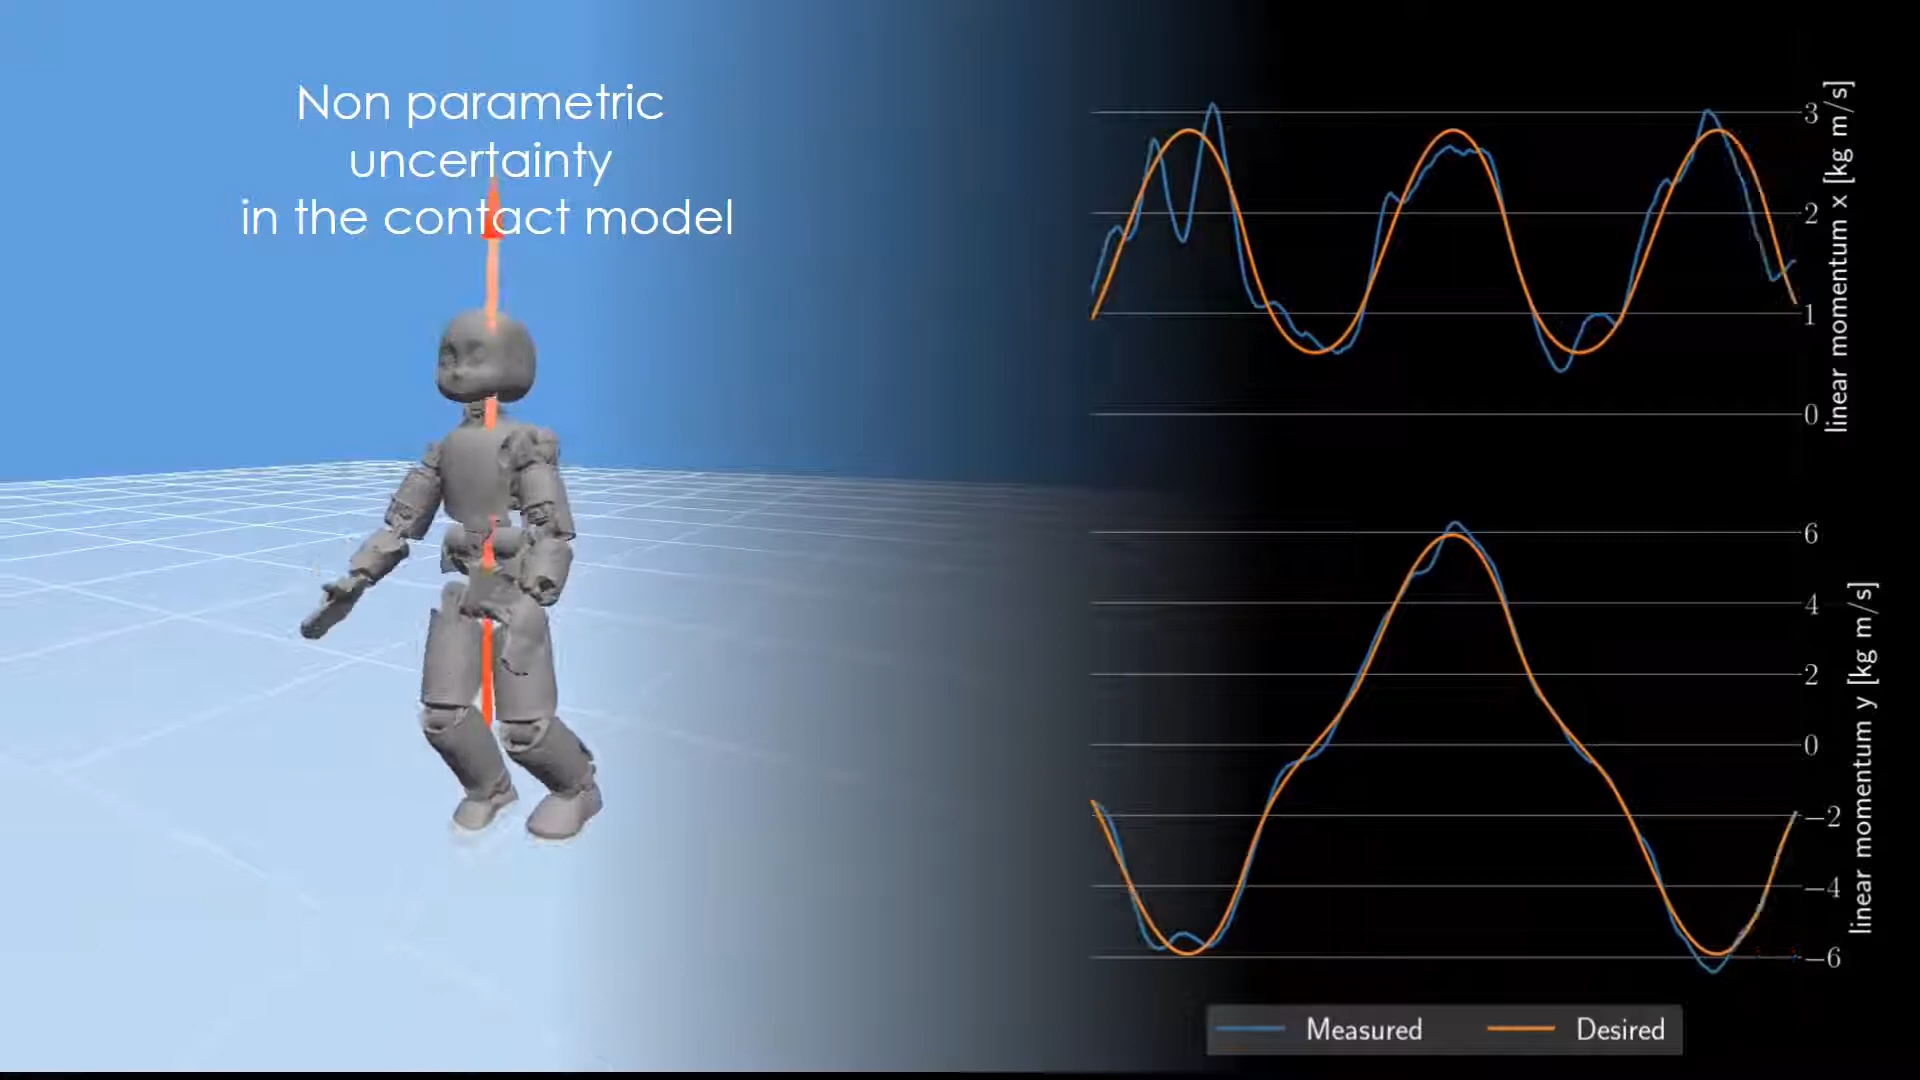 Non parametric
uncertainty
in the contact model
3
2
1
0
linear momentum x [kg m/s]
6
4
2
0
−2
−4
−6
linear momentum y [kg m/s]
Measured
Desired